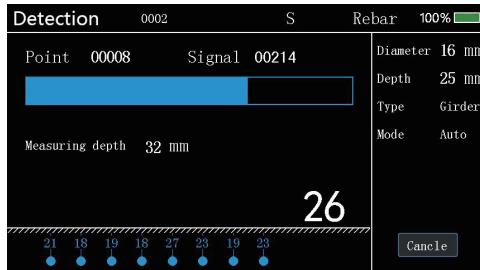 Detection 0002 S Rebar 100%
Point 00008 Signal 00214
Measuring depth 32 mm
26
21 18 19 18 27 23 19 23
Diameter 16 mm
Depth 25 mm
Type Girder
Mode Auto
Cancle